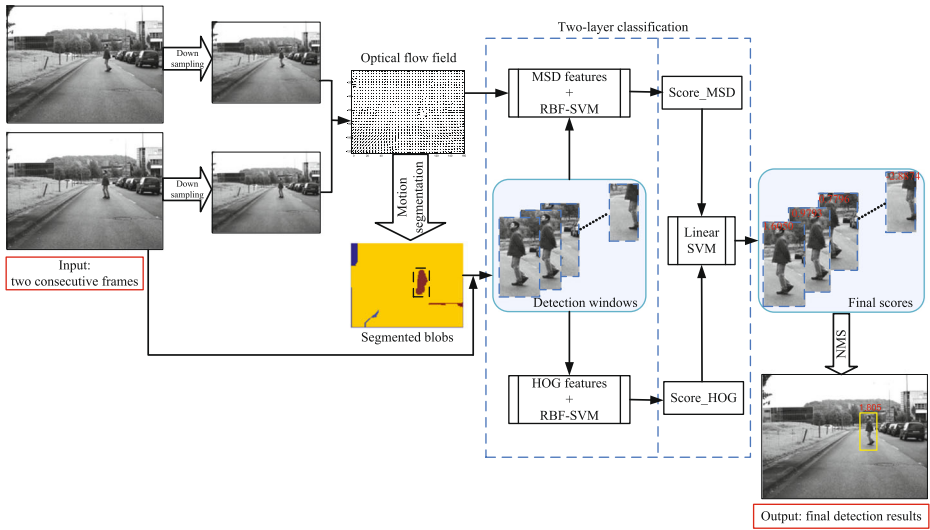 Two-layer classification
Down
sampling
Optical flow field
MSD features
+
RBF-SVM
Score_MSD
Down
sampling
Motion
segmentation
Linear
SVM
Input:
two consecutive frames
Segmented blobs
Detection windows
Final scores
NMS
HOG features
+
RBF-SVM
Score_HOG
1.605
Output: final detection results